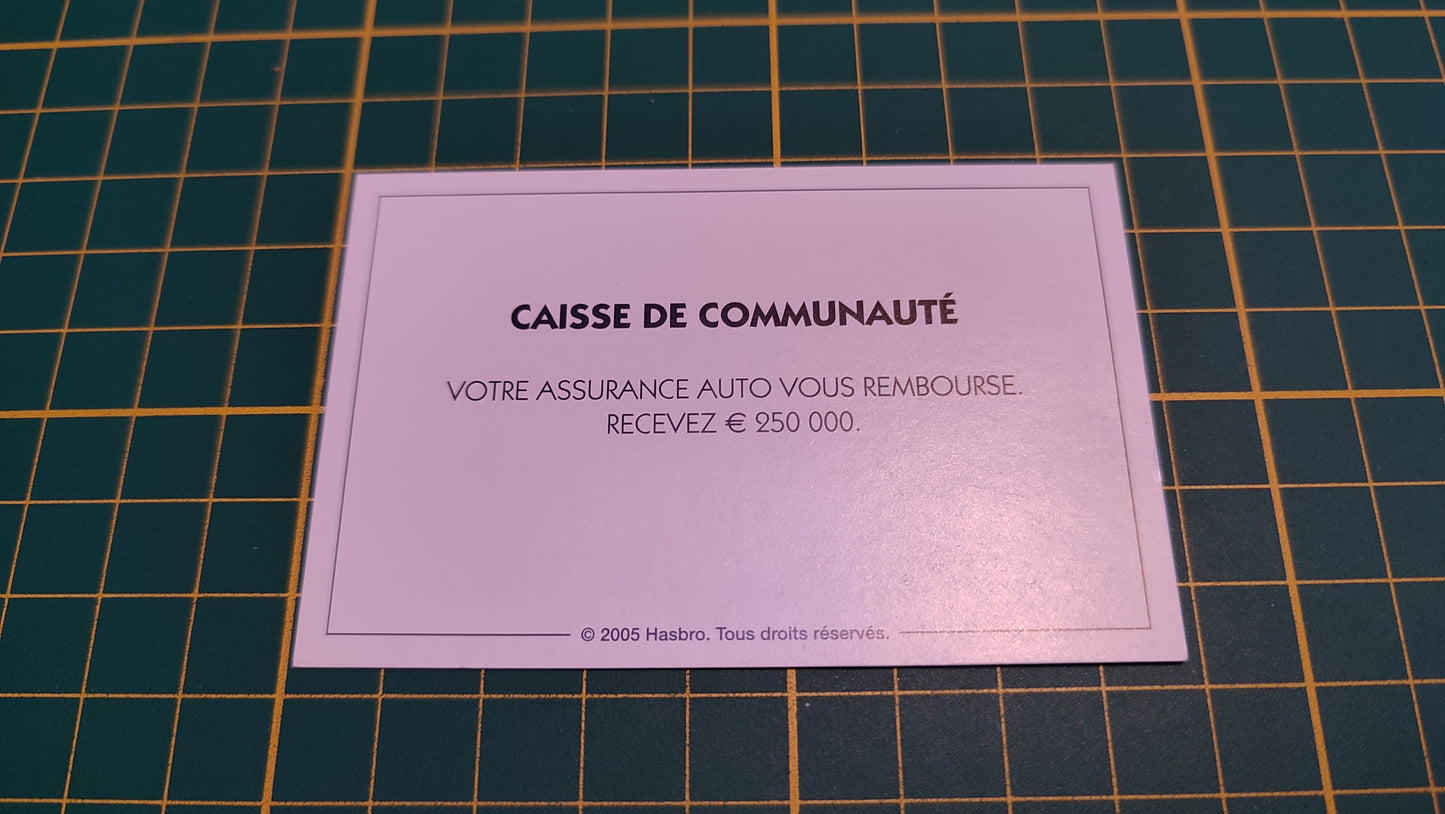 CAISSE DE COMMUNAUTÉ
VOTRE ASSURANCE AUTO VOUS REMBOURSE.
RECEVEZ € 250 000.
© 2005 Hasbro. Tous droits réservés.